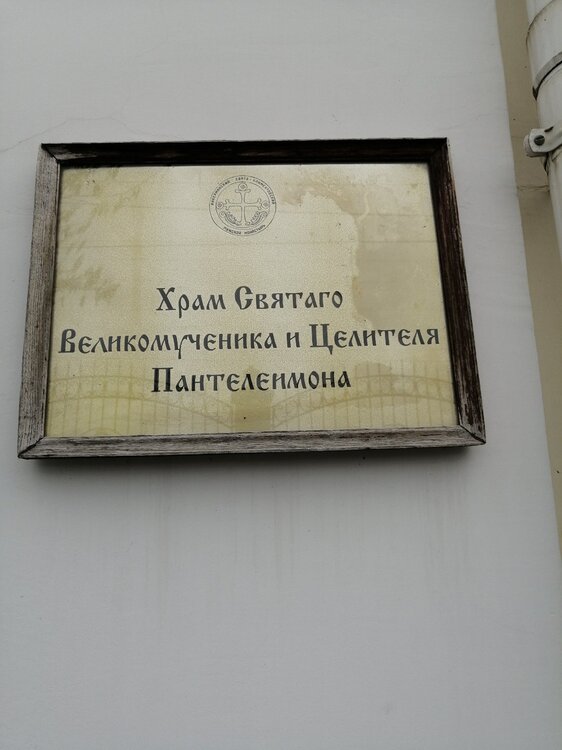 Храм Святаго
Великомученика и Целителя
Пантелеимона